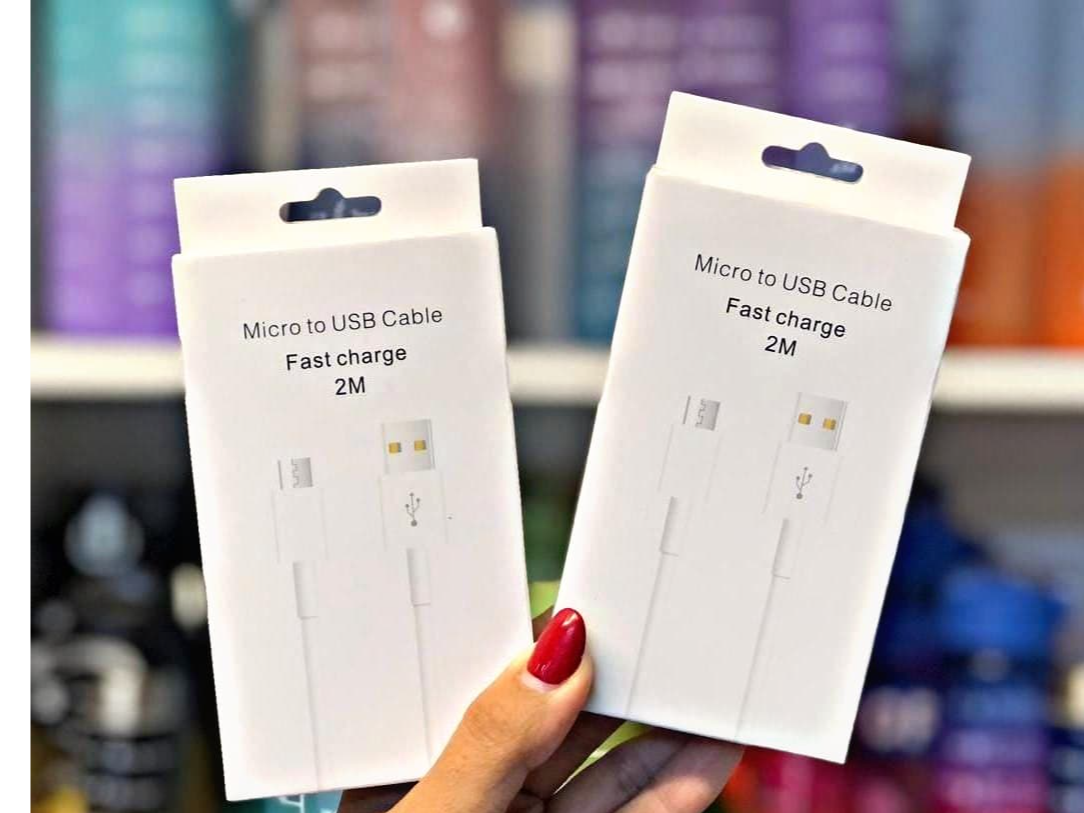 Micro to USB Cable
Fast charge
2M
Micro to USB Cable
Fast charge
2M